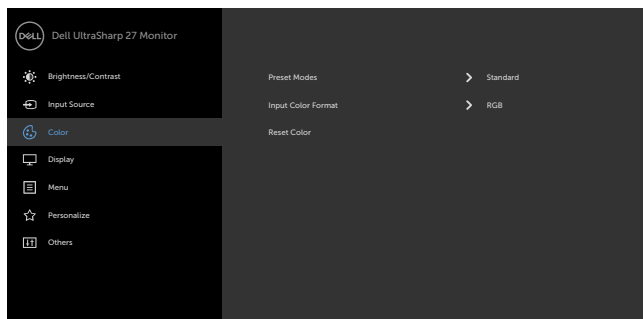 DELL Dell UltraSharp 27 Monitor
Brightness/Contrast
Preset Modes Standard
Input Source
Input Color Format RGB
Color
Reset Color
Display
Menu
Personalize
Others